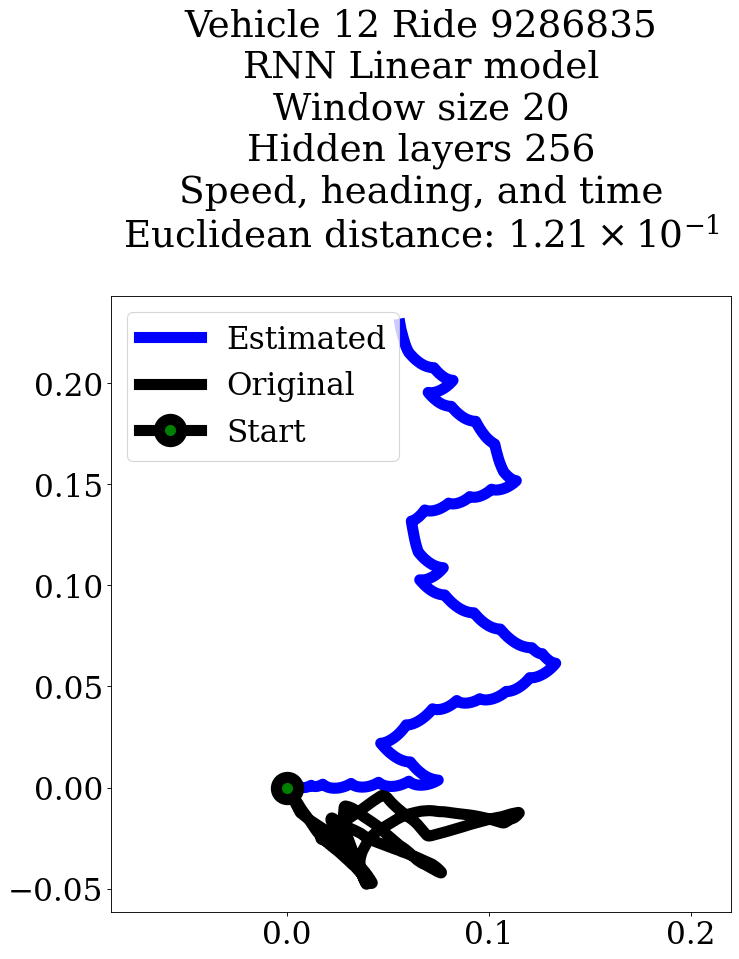 Vehicle 12 Ride 9286835
RNN Linear model
Window size 20
Hidden layers 256
Speed, heading, and time
Euclidean distance: 1.21 × 10⁻¹
Estimated
Original
Start
0.20
0.15
0.10
0.05
0.00
−0.05
0.0
0.1
0.2